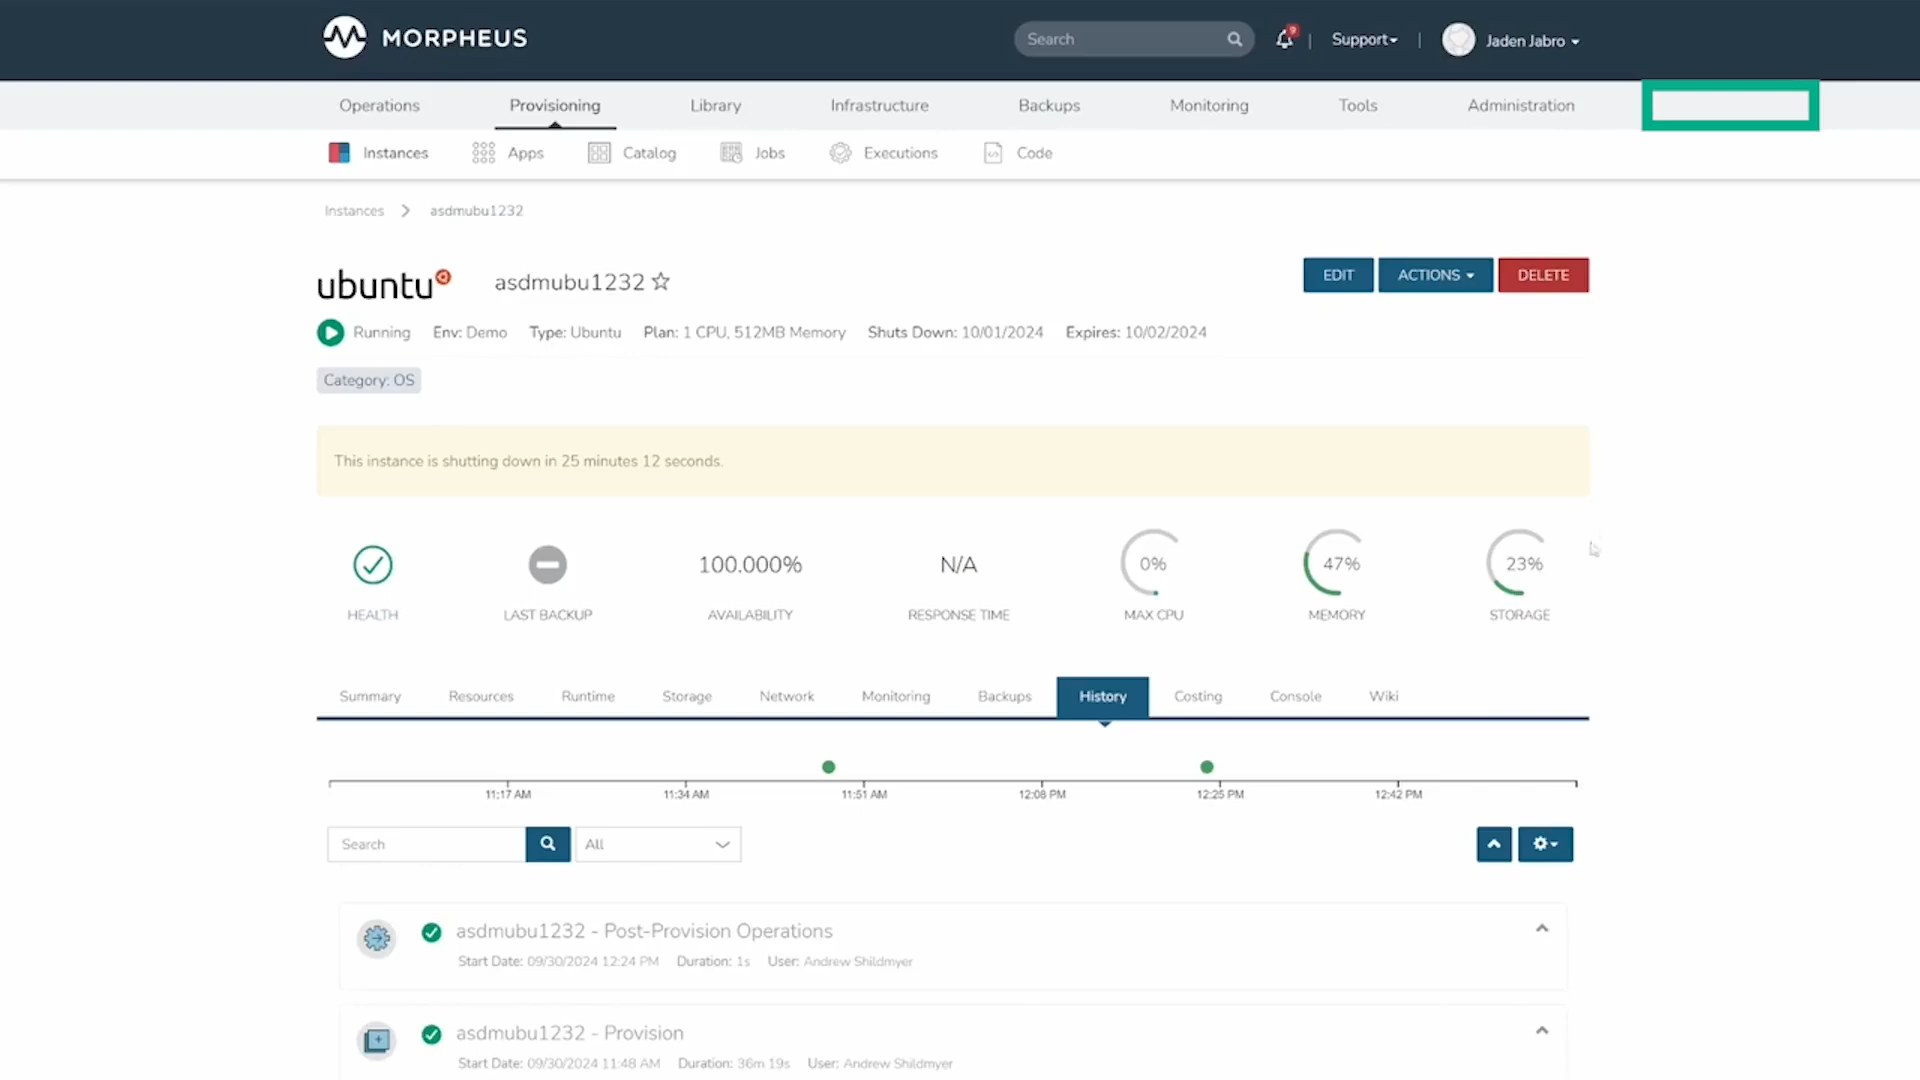 MORPHEUS
Search
9
Support
Jaden Jabro
Operations
Provisioning
Library
Infrastructure
Backups
Monitoring
Tools
Administration
Instances
Apps
Catalog
Jobs
Executions
Code
Instances
asdmubu1232
ubuntu
asdmubu1232
EDIT
ACTIONS
DELETE
Running
Env: Demo
Type: Ubuntu
Plan: 1 CPU, 512MB Memory
Shuts Down: 10/01/2024
Expires: 10/02/2024
Category: OS
This instance is shutting down in 25 minutes 12 seconds.
100.000%
N/A
0%
47%
23%
HEALTH
LAST BACKUP
AVAILABILITY
RESPONSE TIME
MAX CPU
MEMORY
STORAGE
Summary
Resources
Runtime
Storage
Network
Monitoring
Backups
History
Costing
Console
Wiki
11:17 AM
11:34 AM
11:51 AM
12:08 PM
12:25 PM
12:42 PM
Search
All
asdmubu1232 - Post-Provision Operations
Start Date: 09/30/2024 12:24 PM Duration: 1s User: Andrew Shildmyer
asdmubu1232 - Provision
Start Date: 09/30/2024 11:48 AM Duration: 36m 19s User: Andrew Shildmyer